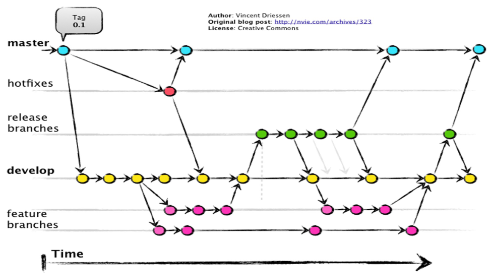 Tag
0.1
Author: Vincent Driessen
Original blog post: http://nvie.com/archives/323
License: Creative Commons
master
hotfixes
release
branches
develop
feature
branches
Time